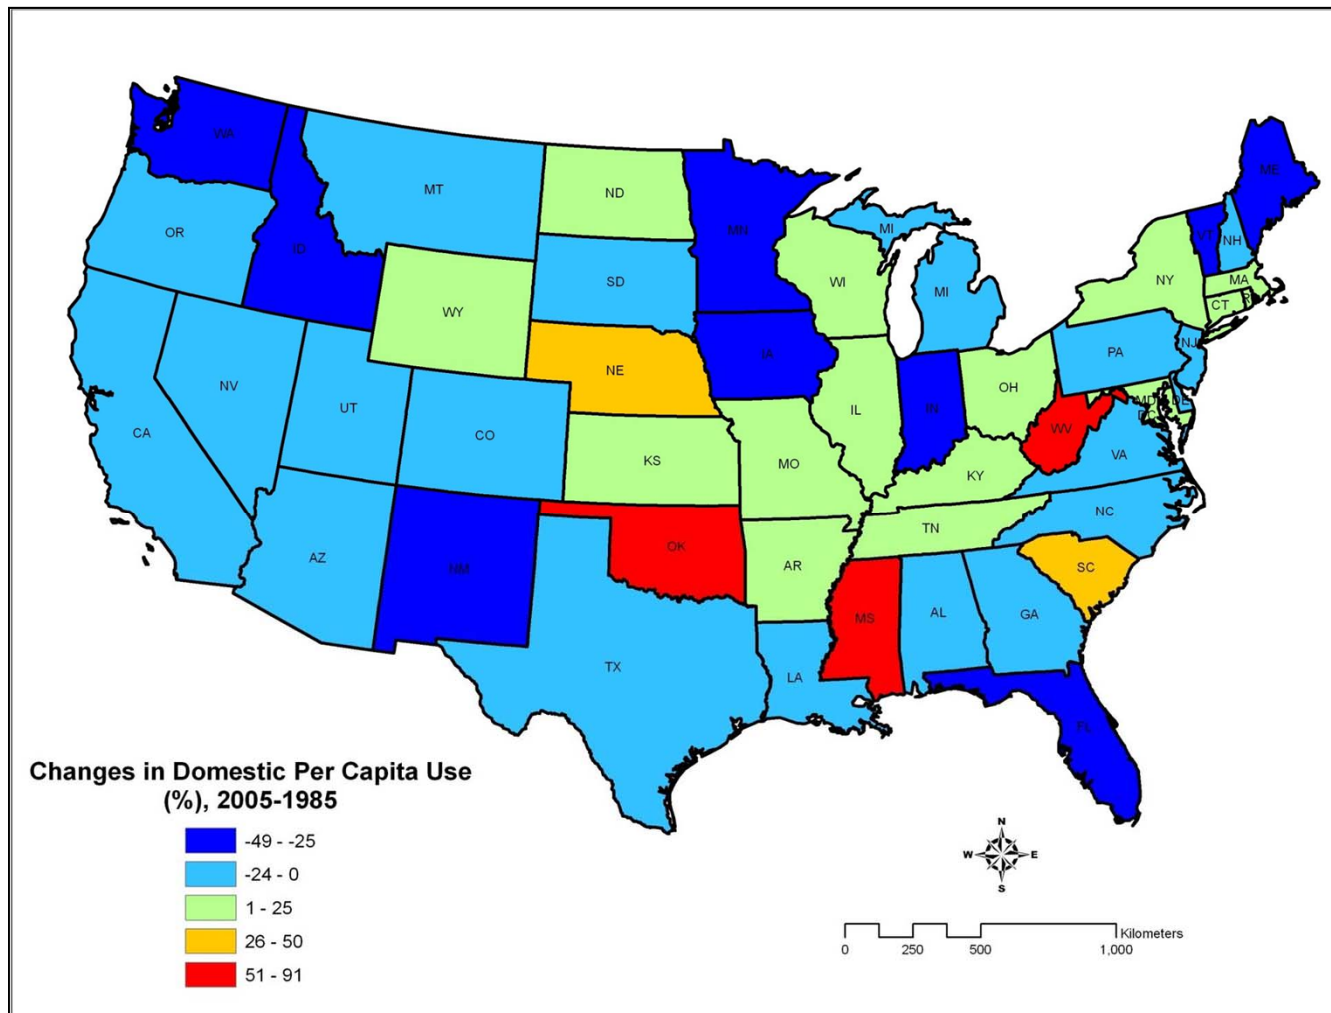 WA
ME
MT
ND
MN
VT
NH
OR
ID
MI
SD
WI
NY
MA
WY
MI
CT
RI
IA
PA
NJ
NE
OH
NV
UT
IL
IN
MD
DE
DC
CA
CO
WV
KS
MO
VA
KY
NC
TN
OK
AZ
AR
SC
NM
MS
AL
GA
TX
LA
FL
Changes in Domestic Per Capita Use
(%), 2005-1985
-49 - -25
-24 - 0
1 - 25
26 - 50
51 - 91
N
W
E
S
Kilometers
0 250 500 1,000